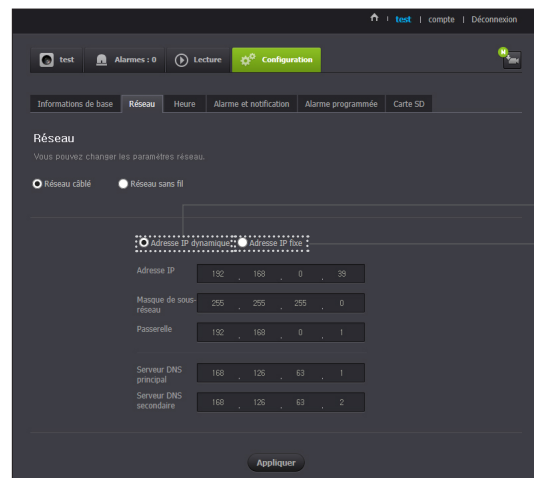 test | compte | Déconnexion
test Alarmes : 0 Lecture Configuration
M
Informations de base Réseau Heure Alarme et notification Alarme programmée Carte SD
Réseau
Vous pouvez changer les paramètres réseau.
Réseau câblé Réseau sans fil
Adresse IP dynamique Adresse IP fixe
Adresse IP 192 . 168 . 0 . 39
Masque de sous-
réseau 255 . 255 . 255 . 0
Passerelle 192 . 168 . 0 . 1
Serveur DNS
principal 168 . 126 . 63 . 1
Serveur DNS
secondaire 168 . 126 . 63 . 2
Appliquer